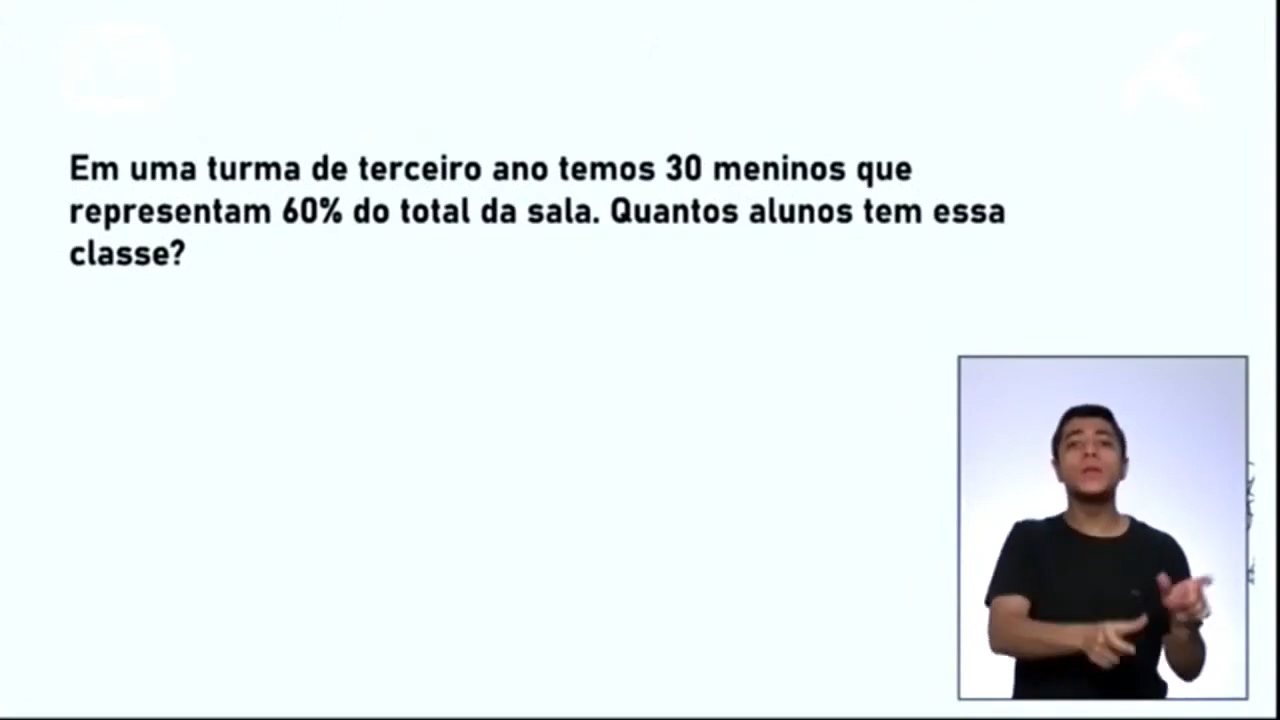 Em uma turma de terceiro ano temos 30 meninos que
representam 60% do total da sala. Quantos alunos tem essa
classe?